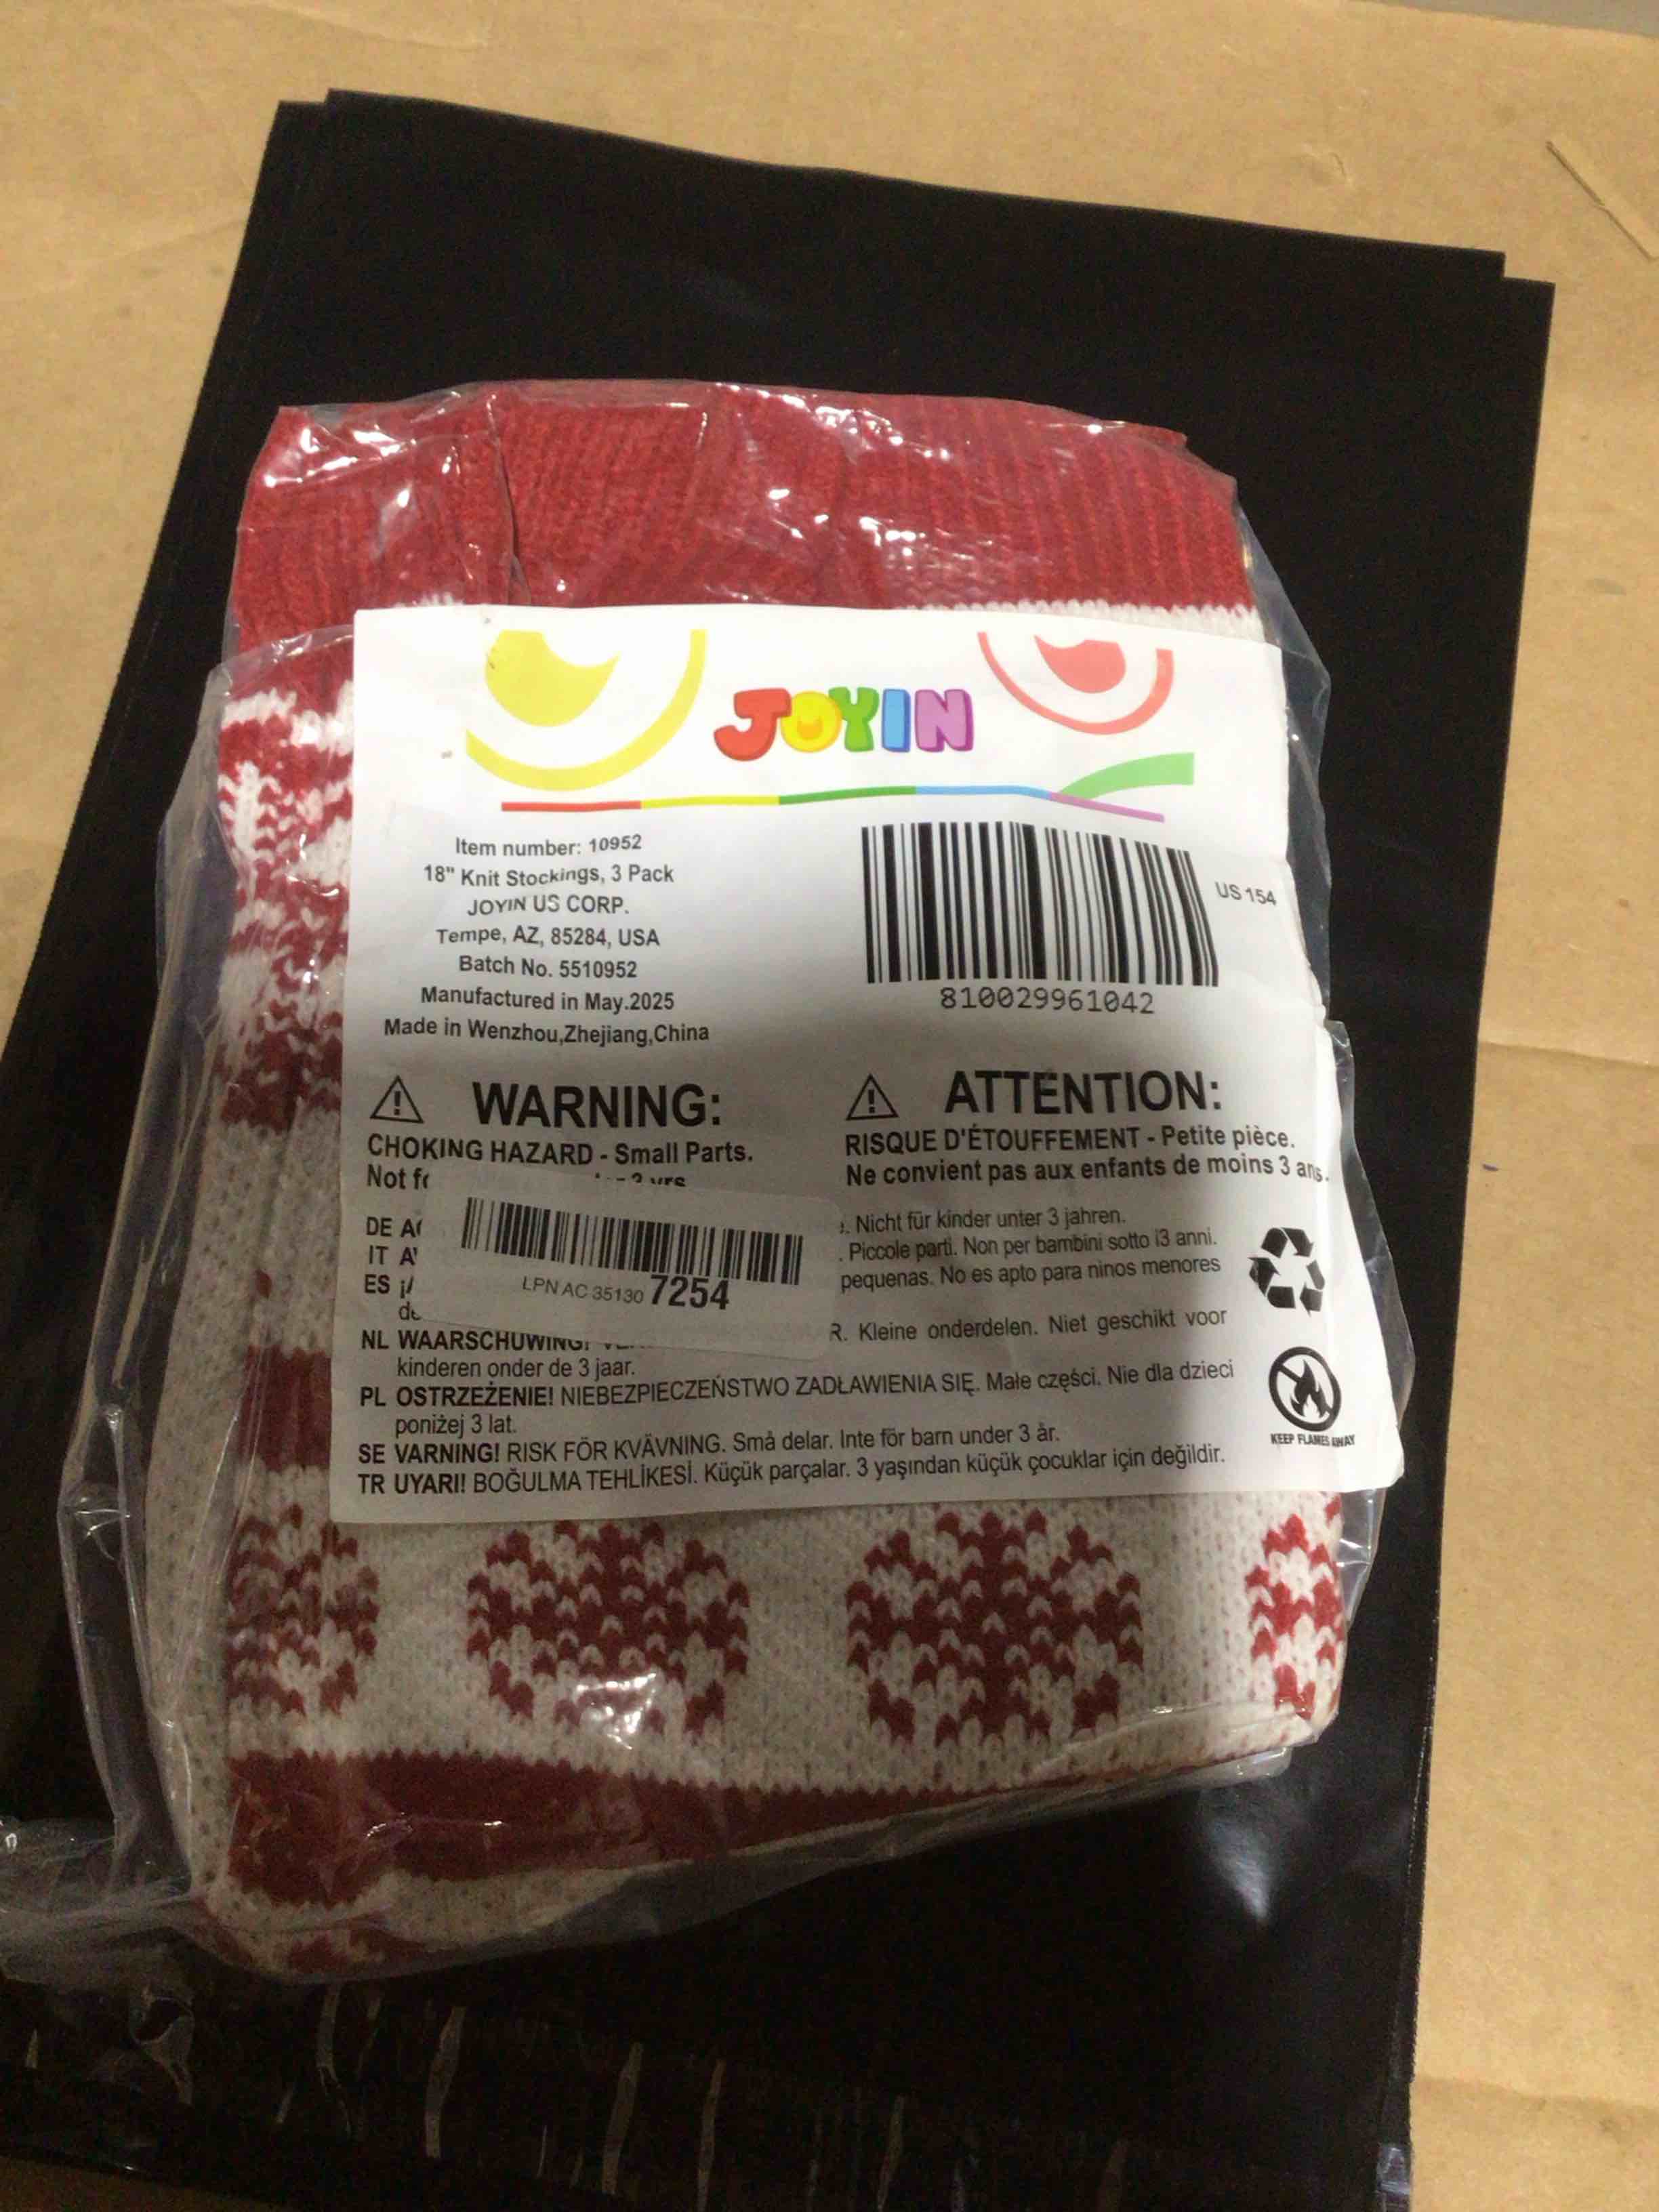 JOYIN
Item number: 10952
18" Knit Stockings, 3 Pack
JOYIN US CORP.
Tempe, AZ, 85284, USA
Batch No. 5510952
Manufactured in May.2025
Made in Wenzhou,Zhejiang,China
US 154
810029961042
WARNING:
CHOKING HAZARD - Small Parts.
Not
3 yrs
ATTENTION:
RISQUE D'ÉTOUFFEMENT - Petite pièce.
Ne convient pas aux enfants de moins 3 ans.
DE
. Nicht für kinder unter 3 jahren.
IT
. Piccole parti. Non per bambini sotto i3 anni.
ES
pequenas. No es apto para ninos menores
LPN AC 35130 7254
NL WAARSCHUWING!
R. Kleine onderdelen. Niet geschikt voor
kinderen onder de 3 jaar.
PL OSTRZEŻENIE! NIEBEZPIECZEŃSTWO ZADŁAWIENIA SIĘ. Małe części. Nie dla dzieci
poniżej 3 lat.
SE VARNING! RISK FÖR KVÄVNING. Små delar. Inte för barn under 3 år.
TR UYARI! BOĞULMA TEHLİKESİ. Küçük parçalar. 3 yaşından küçük çocuklar için değildir.
KEEP FLAMES AWAY